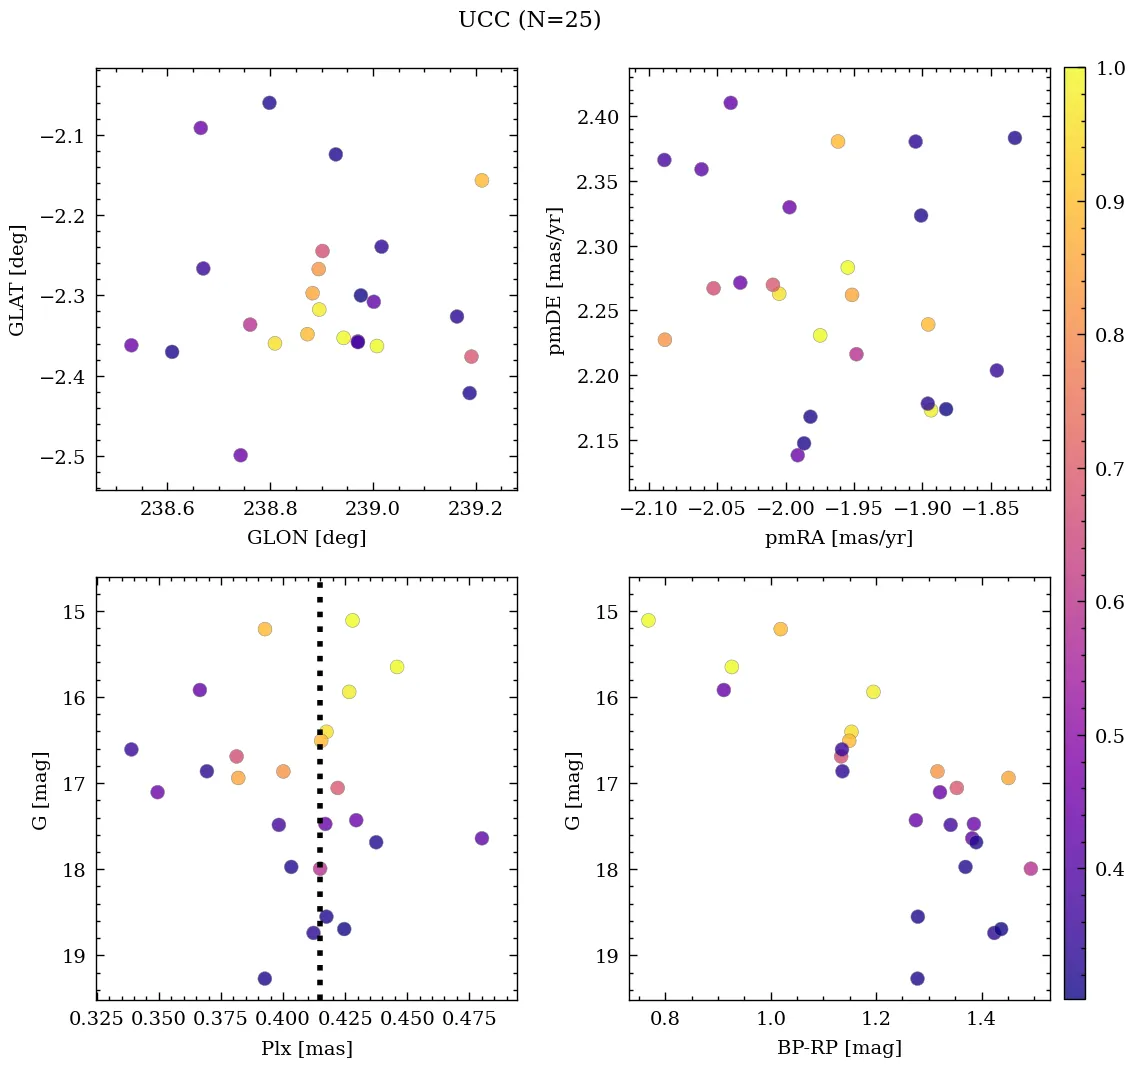 UCC (N=25)
−2.1
−2.2
−2.3
−2.4
−2.5
GLAT [deg]
238.6 238.8 239.0 239.2
GLON [deg]
2.40
2.35
2.30
2.25
2.20
2.15
pmDE [mas/yr]
−2.10 −2.05 −2.00 −1.95 −1.90 −1.85
pmRA [mas/yr]
15
16
17
18
19
G [mag]
0.325 0.350 0.375 0.400 0.425 0.450 0.475
Plx [mas]
15
16
17
18
19
G [mag]
0.8 1.0 1.2 1.4
BP-RP [mag]
1.0
0.9
0.8
0.7
0.6
0.5
0.4